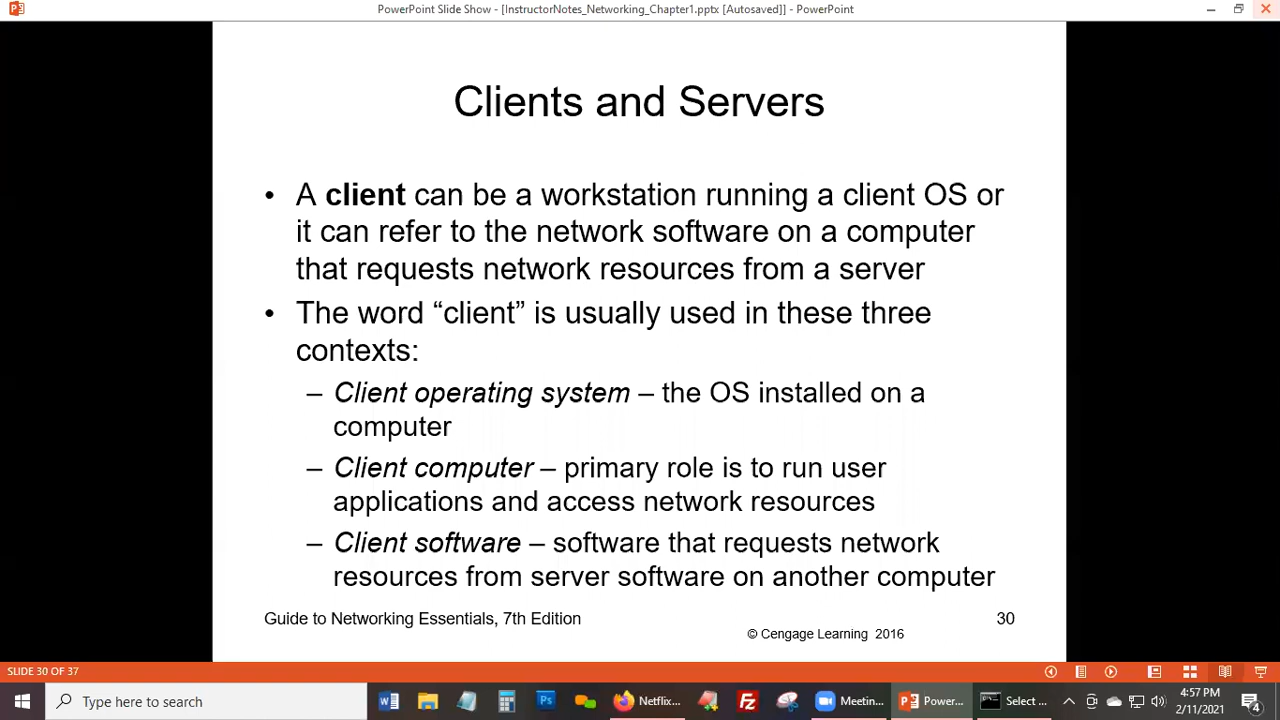 PowerPoint Slide Show - [InstructorNotes_Networking_Chapter1.pptx [Autosaved]] - PowerPoint
Clients and Servers
• A client can be a workstation running a client OS or
it can refer to the network software on a computer
that requests network resources from a server
• The word “client” is usually used in these three
contexts:
– Client operating system – the OS installed on a
computer
– Client computer – primary role is to run user
applications and access network resources
– Client software – software that requests network
resources from server software on another computer
Guide to Networking Essentials, 7th Edition
30
© Cengage Learning 2016
SLIDE 30 OF 37
Type here to search
Ps
Netflix...
Fz
Meetin...
Power...
Select ...
4:57 PM
2/11/2021
4